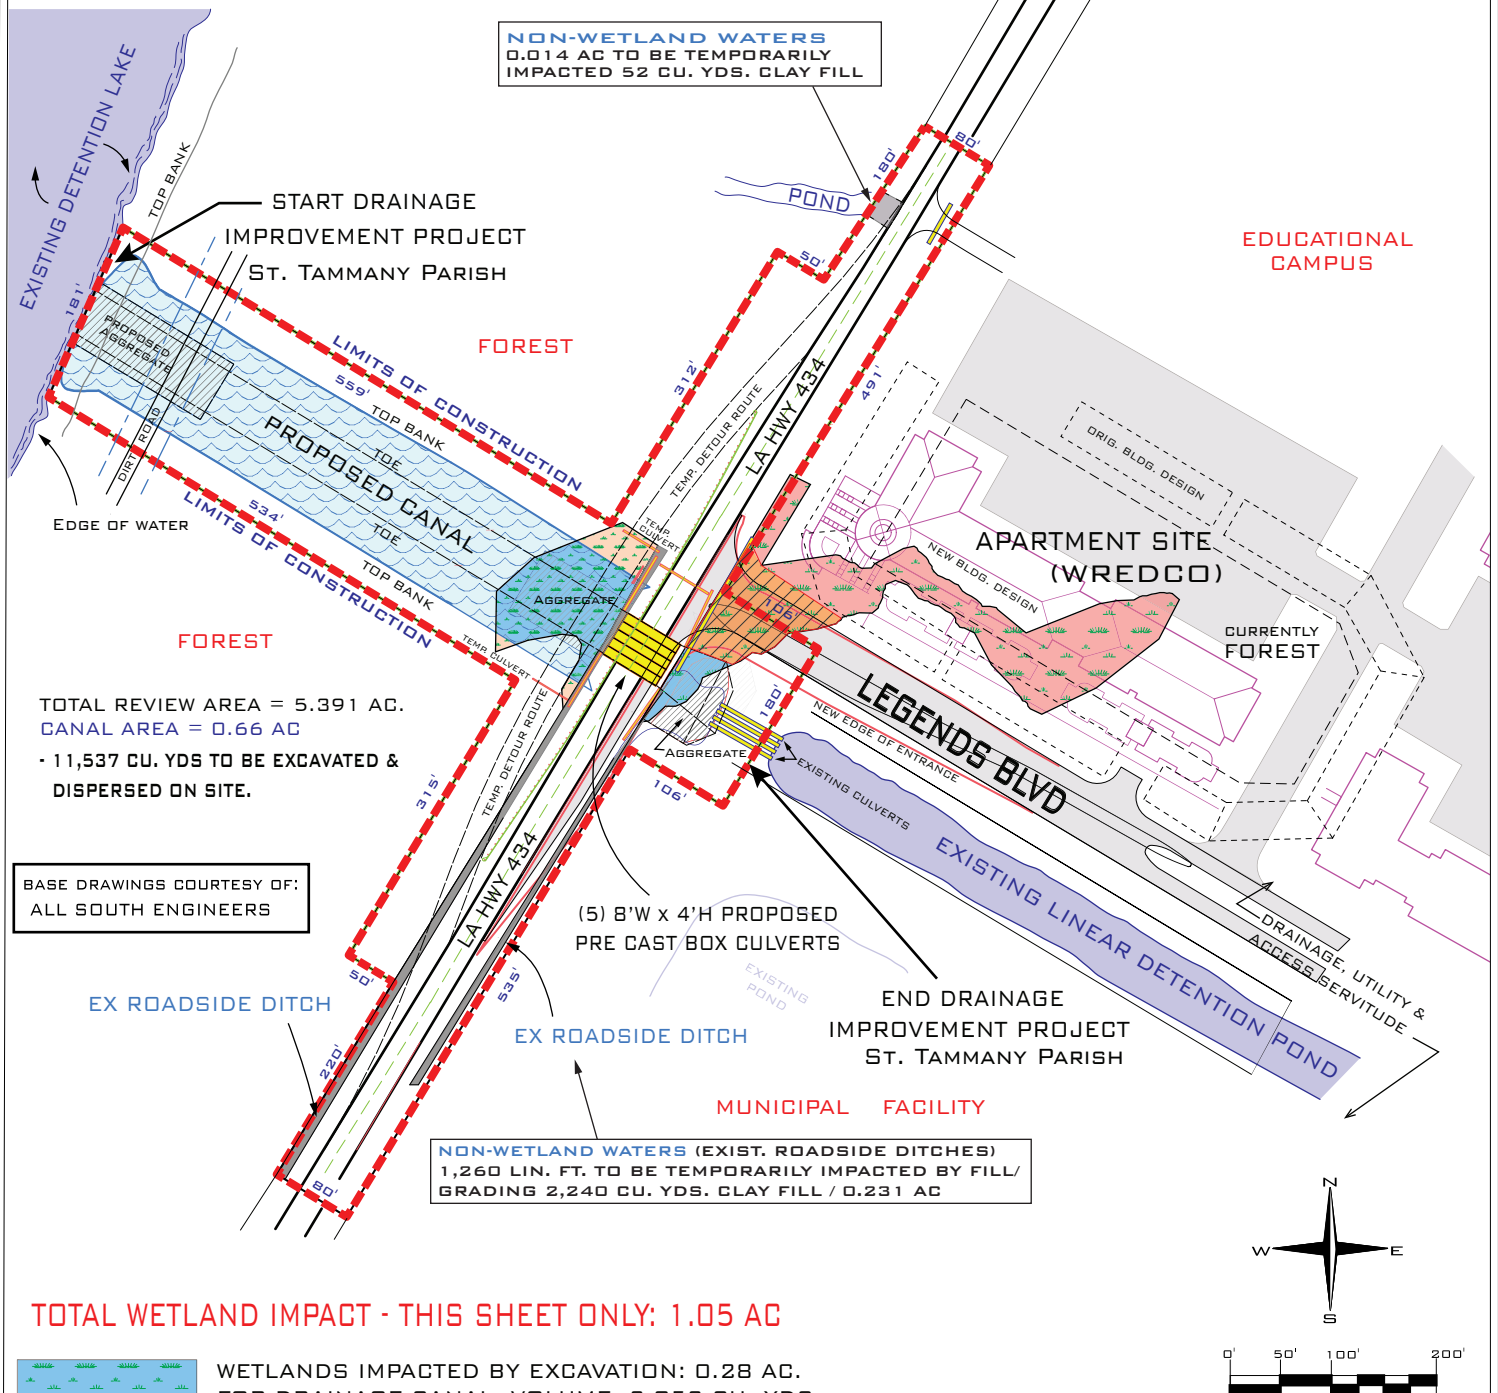 NON-WETLAND WATERS
0.014 AC TO BE TEMPORARILY
IMPACTED 52 CU. YDS. CLAY FILL
EXISTING DETENTION LAKE
TOP BANK
START DRAINAGE
IMPROVEMENT PROJECT
ST. TAMMANY PARISH
POND
180'
80'
50'
EDUCATIONAL
CAMPUS
181'
PROPOSED
AGGREGATE
FOREST
LIMITS OF CONSTRUCTION
559'
TOP BANK
TOE
PROPOSED CANAL
TOE
TOP BANK
312'
491'
LA HWY 434
TEMP. DETOUR ROUTE
DIRT ROAD
EDGE OF WATER
534'
LIMITS OF CONSTRUCTION
TEMP. CULVERT
ORIG. BLDG. DESIGN
APARTMENT SITE
(WREDCO)
NEW BLDG. DESIGN
AGGREGATE
106'
CURRENTLY
FOREST
FOREST
TEMP. CULVERT
TOTAL REVIEW AREA = 5.391 AC.
CANAL AREA = 0.66 AC
- 11,537 CU. YDS TO BE EXCAVATED &
DISPERSED ON SITE.
180'
LEGENDS BLVD
NEW EDGE OF ENTRANCE
AGGREGATE
EXISTING CULVERTS
106'
315'
TEMP. DETOUR ROUTE
LA HWY 434
EXISTING LINEAR DETENTION POND
BASE DRAWINGS COURTESY OF:
ALL SOUTH ENGINEERS
(5) 8'W x 4'H PROPOSED
PRE CAST BOX CULVERTS
DRAINAGE, UTILITY &
ACCESS SERVITUDE
50'
535'
EXISTING
POND
EX ROADSIDE DITCH
EX ROADSIDE DITCH
END DRAINAGE
IMPROVEMENT PROJECT
ST. TAMMANY PARISH
220'
MUNICIPAL FACILITY
NON-WETLAND WATERS (EXIST. ROADSIDE DITCHES)
1,260 LIN. FT. TO BE TEMPORARILY IMPACTED BY FILL/
GRADING 2,240 CU. YDS. CLAY FILL / 0.231 AC
80'
N
W E
S
TOTAL WETLAND IMPACT - THIS SHEET ONLY: 1.05 AC
0' 50' 100' 200'
WETLANDS IMPACTED BY EXCAVATION: 0.28 AC.